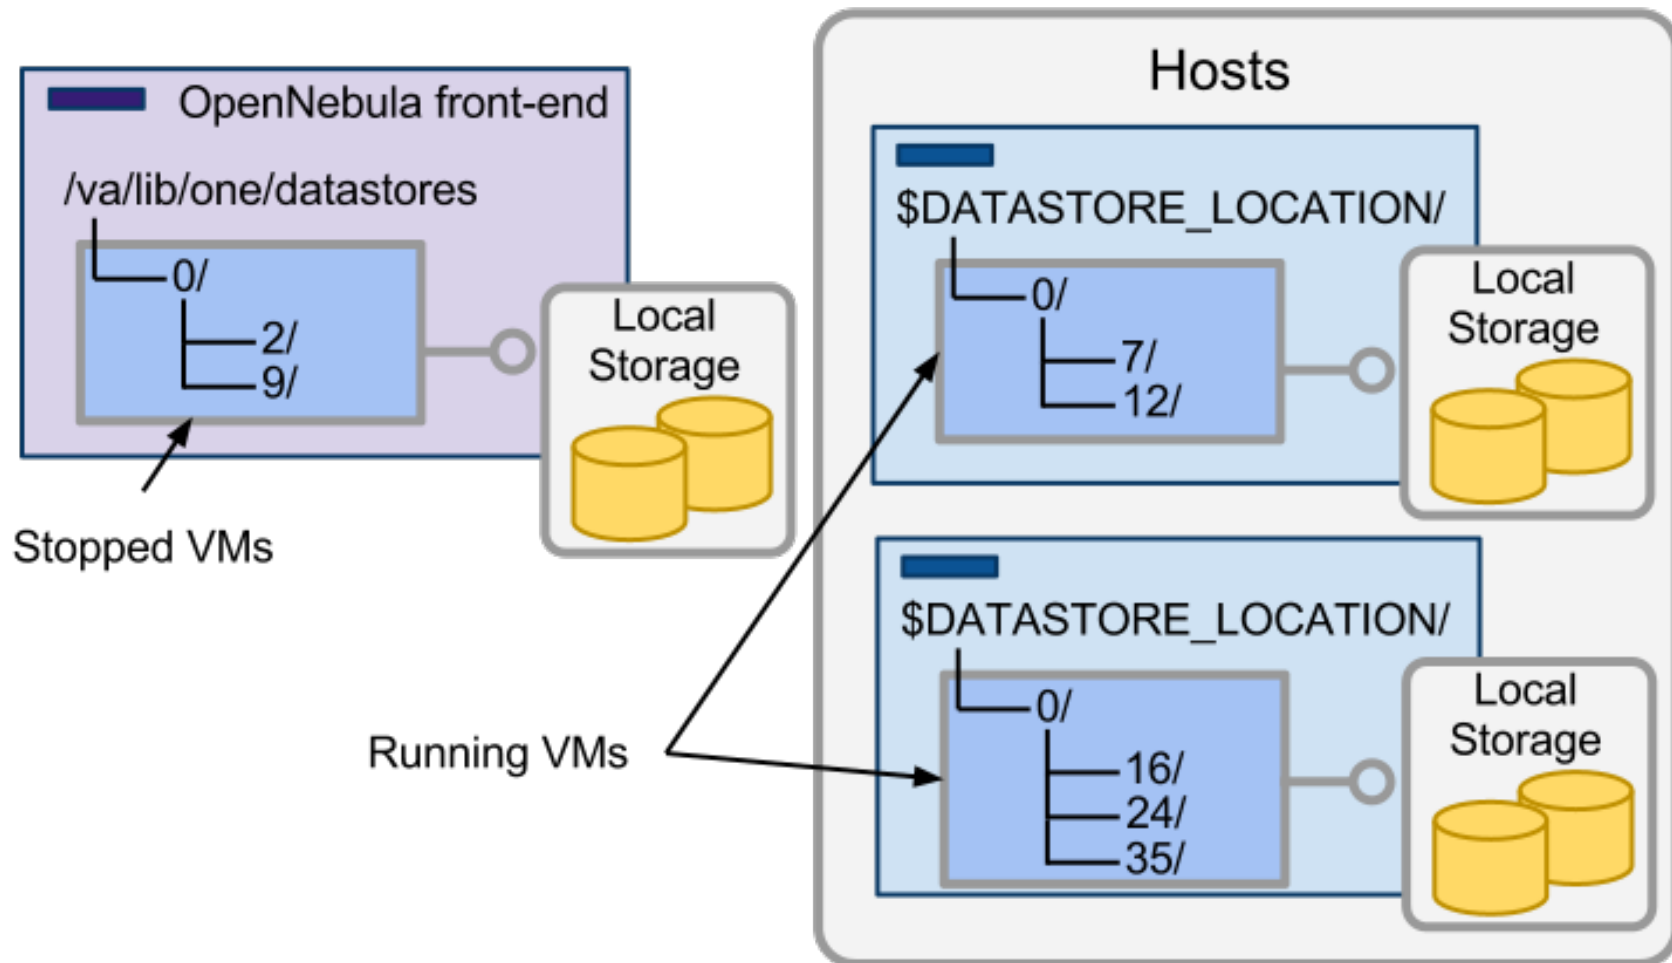 OpenNebula front-end
/va/lib/one/datastores
0/
2/
9/
Local
Storage
Stopped VMs
Running VMs
Hosts
$DATASTORE_LOCATION/
0/
7/
12/
Local
Storage
$DATASTORE_LOCATION/
0/
16/
24/
35/
Local
Storage